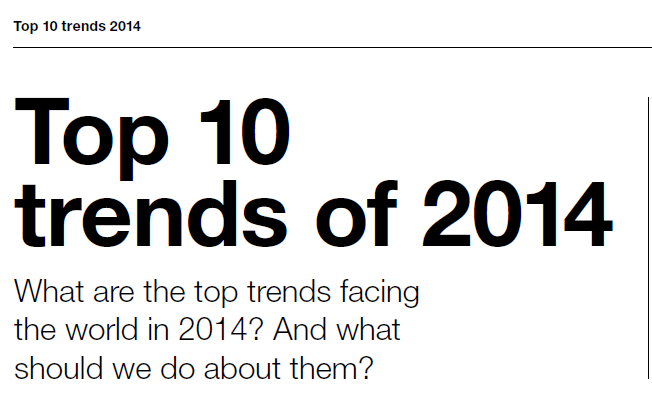 Top 10 trends 2014
Top 10
trends of 2014
What are the top trends facing
the world in 2014? And what
should we do about them?